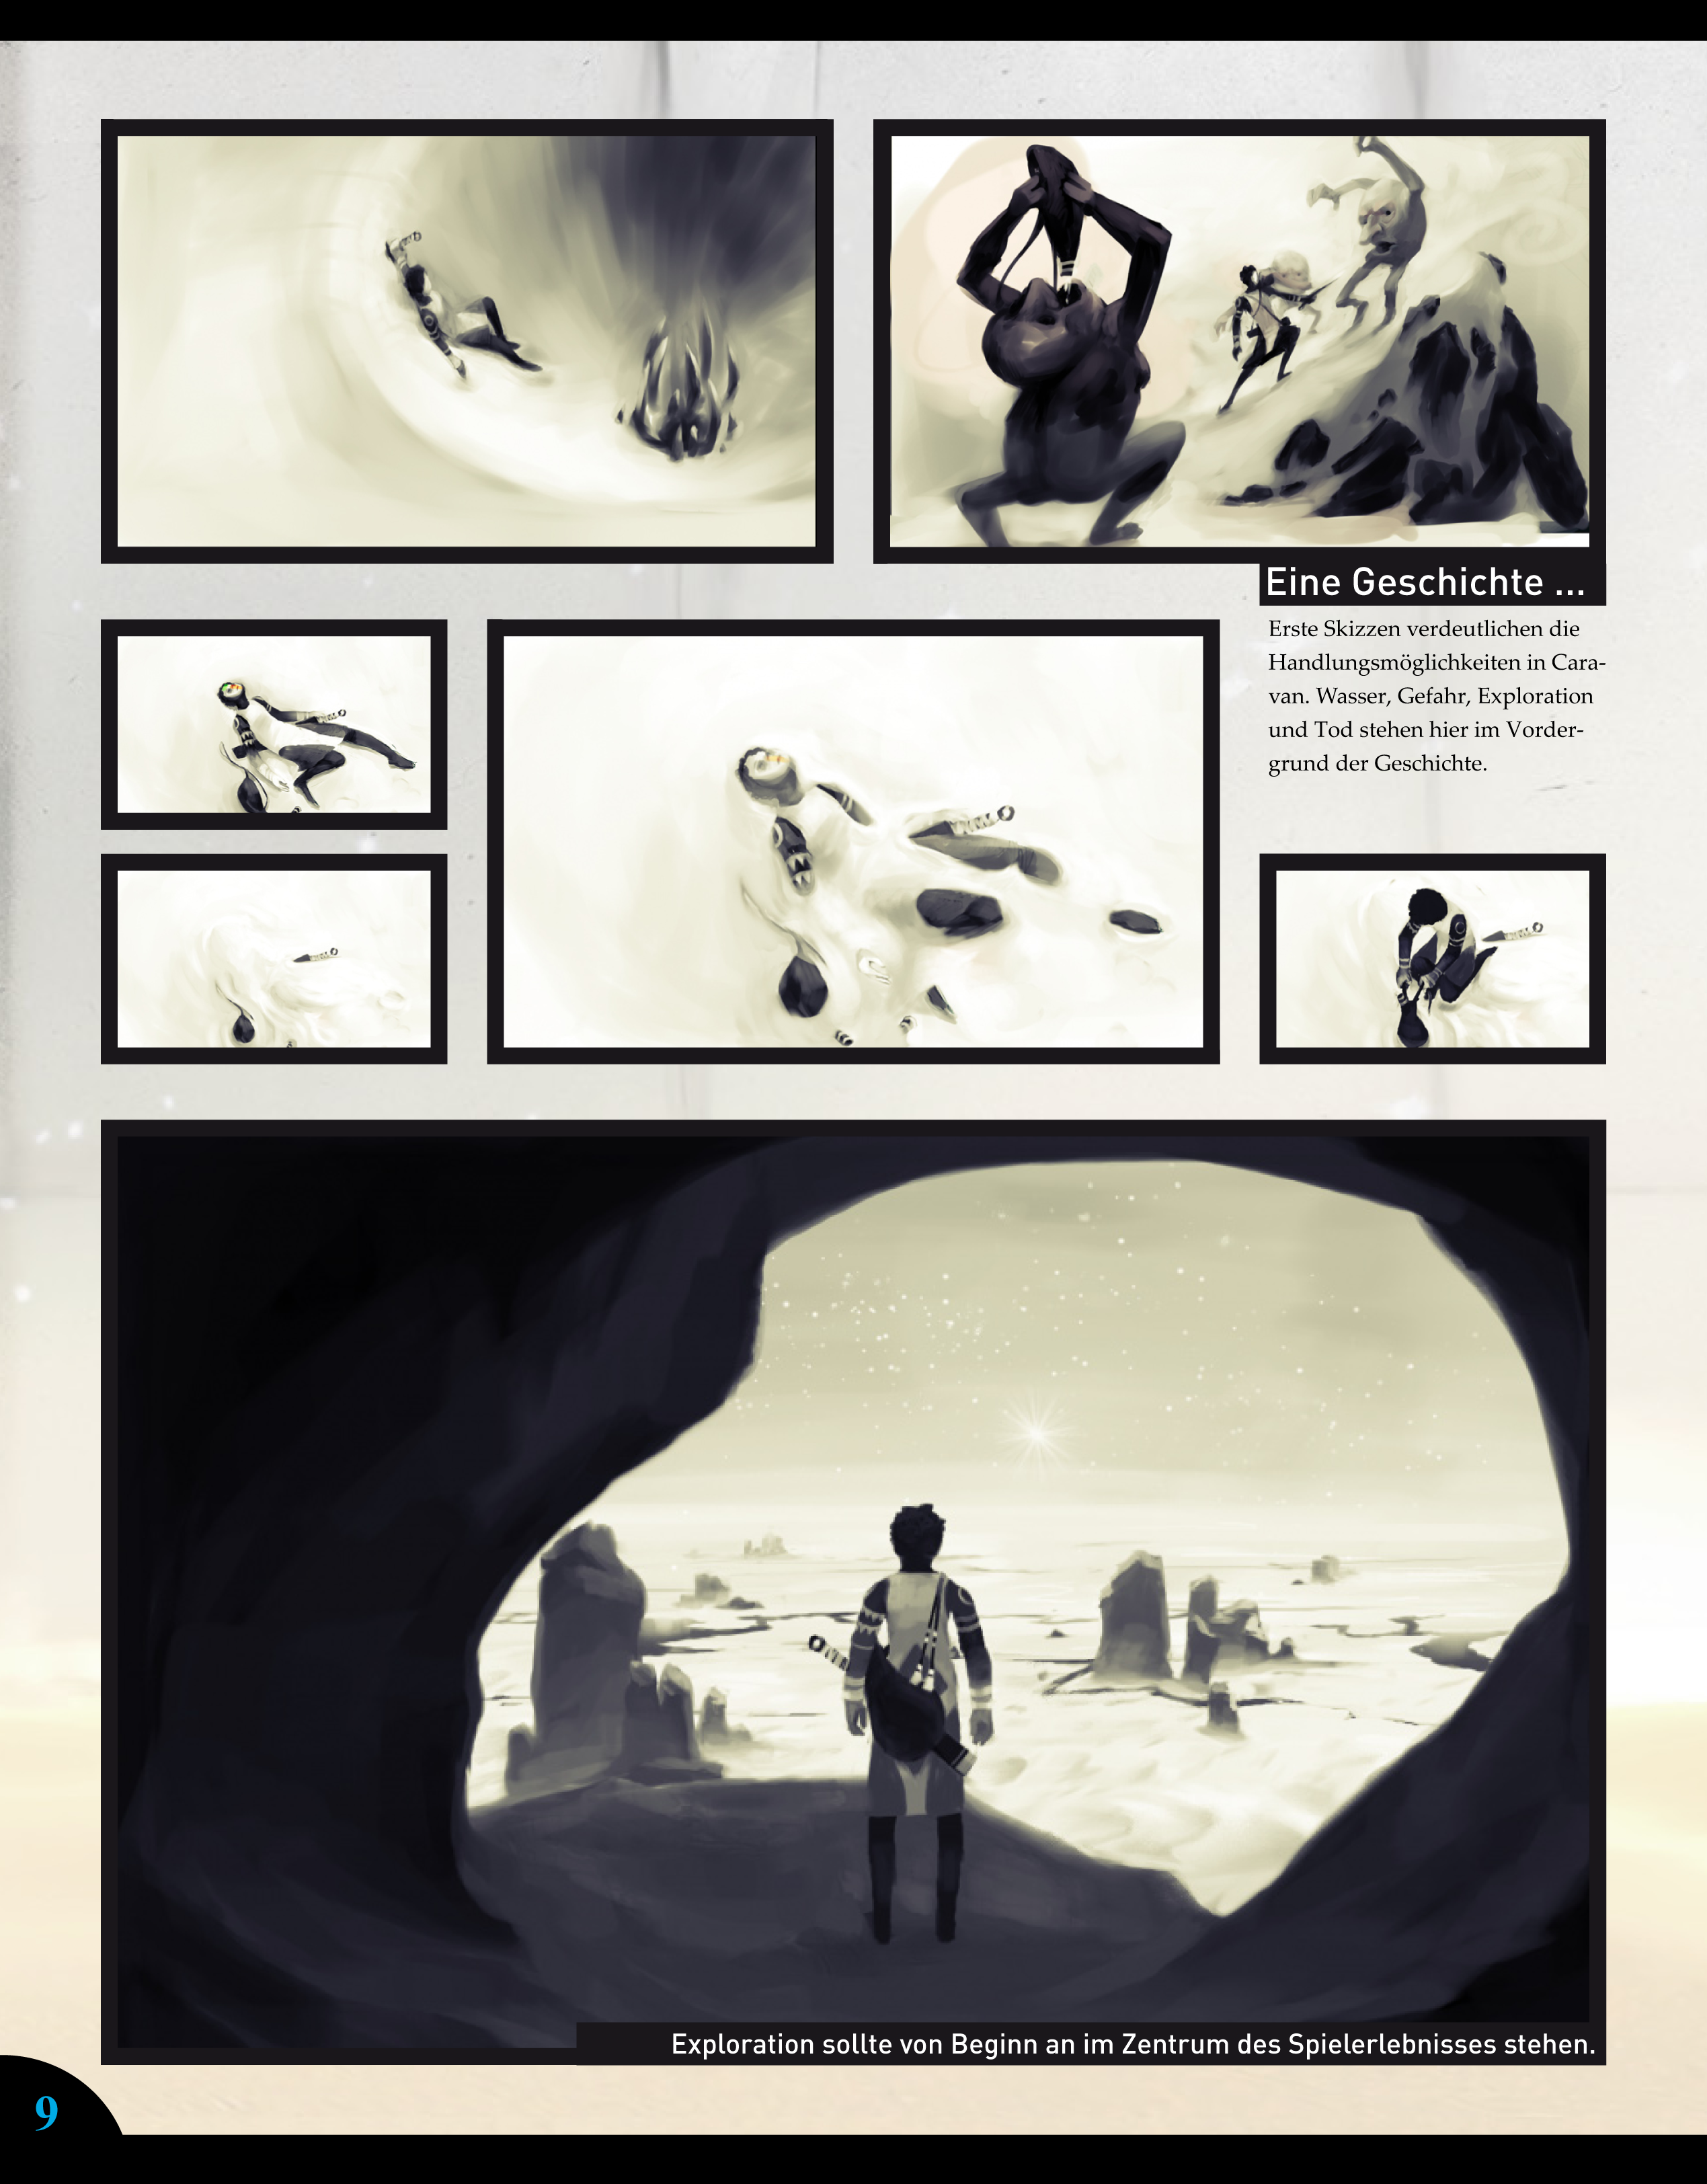 Eine Geschichte ...
Erste Skizzen verdeutlichen die
Handlungsmöglichkeiten in Cara-
van. Wasser, Gefahr, Exploration
und Tod stehen hier im Vorder-
grund der Geschichte.
Exploration sollte von Beginn an im Zentrum des Spielerlebnisses stehen.
9